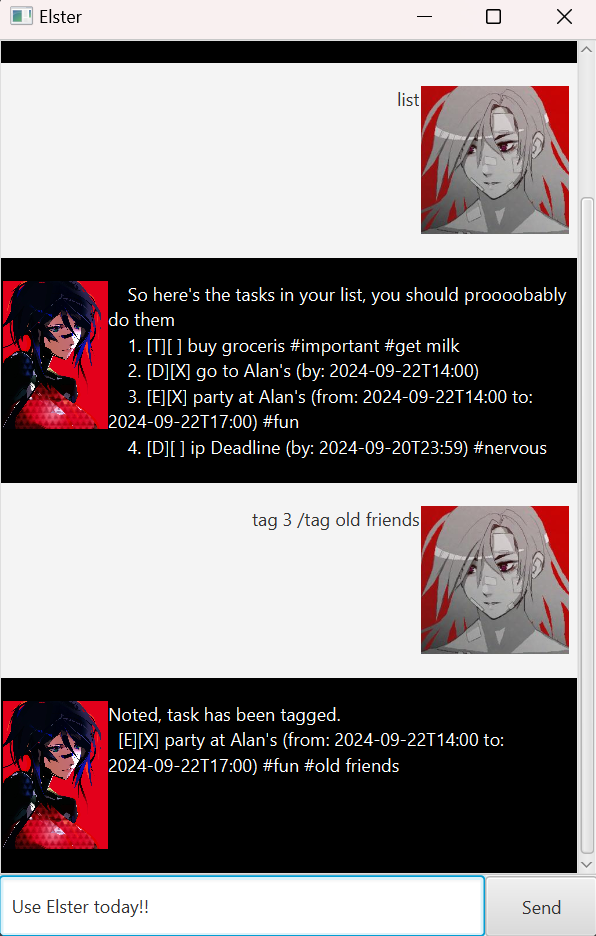 Elster
list
So here's the tasks in your list, you should proooobably
do them
1. [T][ ] buy groceris #important #get milk
2. [D][X] go to Alan's (by: 2024-09-22T14:00)
3. [E][X] party at Alan's (from: 2024-09-22T14:00 to:
2024-09-22T17:00) #fun
4. [D][ ] ip Deadline (by: 2024-09-20T23:59) #nervous
tag 3 /tag old friends
Noted, task has been tagged.
[E][X] party at Alan's (from: 2024-09-22T14:00 to:
2024-09-22T17:00) #fun #old friends
Use Elster today!!
Send